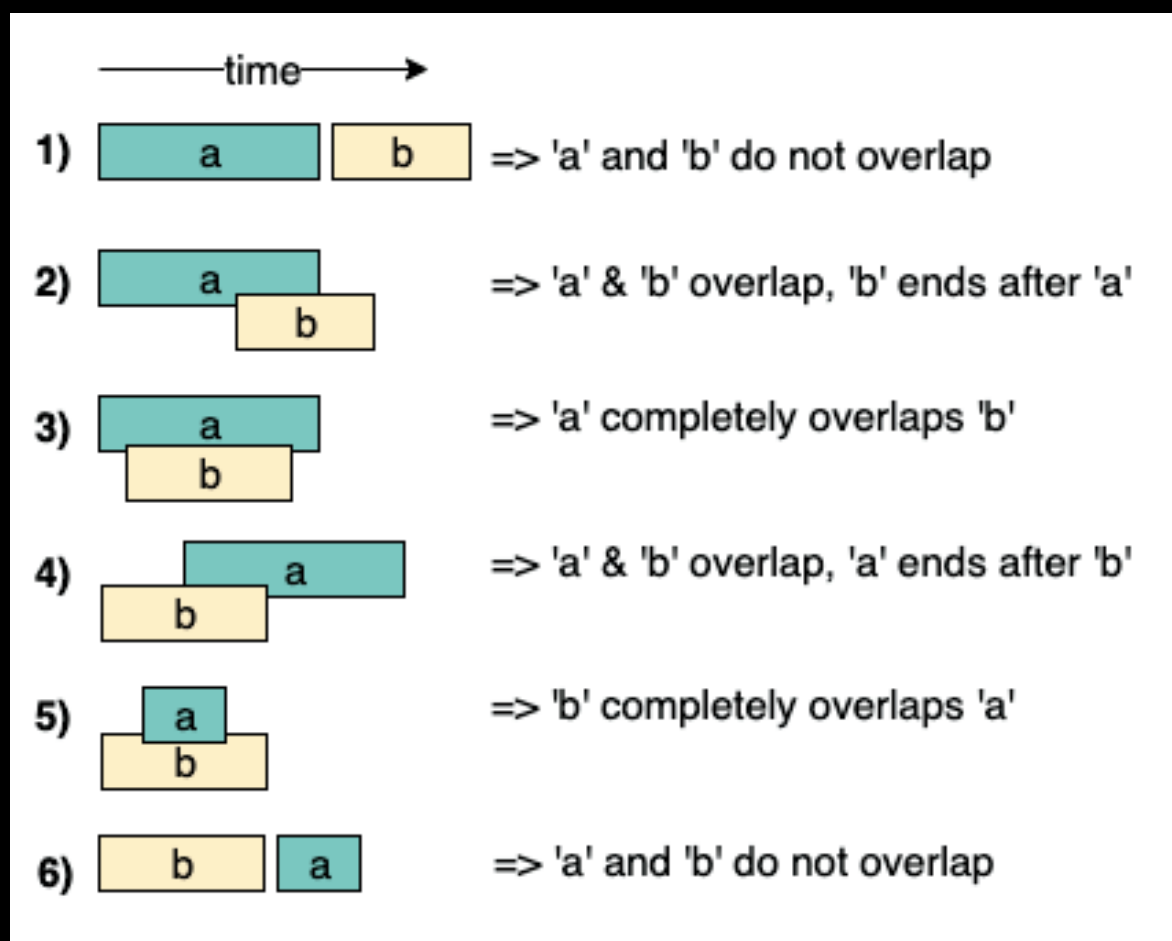 time
1) a b => 'a' and 'b' do not overlap
2) a => 'a' & 'b' overlap, 'b' ends after 'a'
b
3) a => 'a' completely overlaps 'b'
b
4) a => 'a' & 'b' overlap, 'a' ends after 'b'
b
5) a => 'b' completely overlaps 'a'
b
6) b a => 'a' and 'b' do not overlap